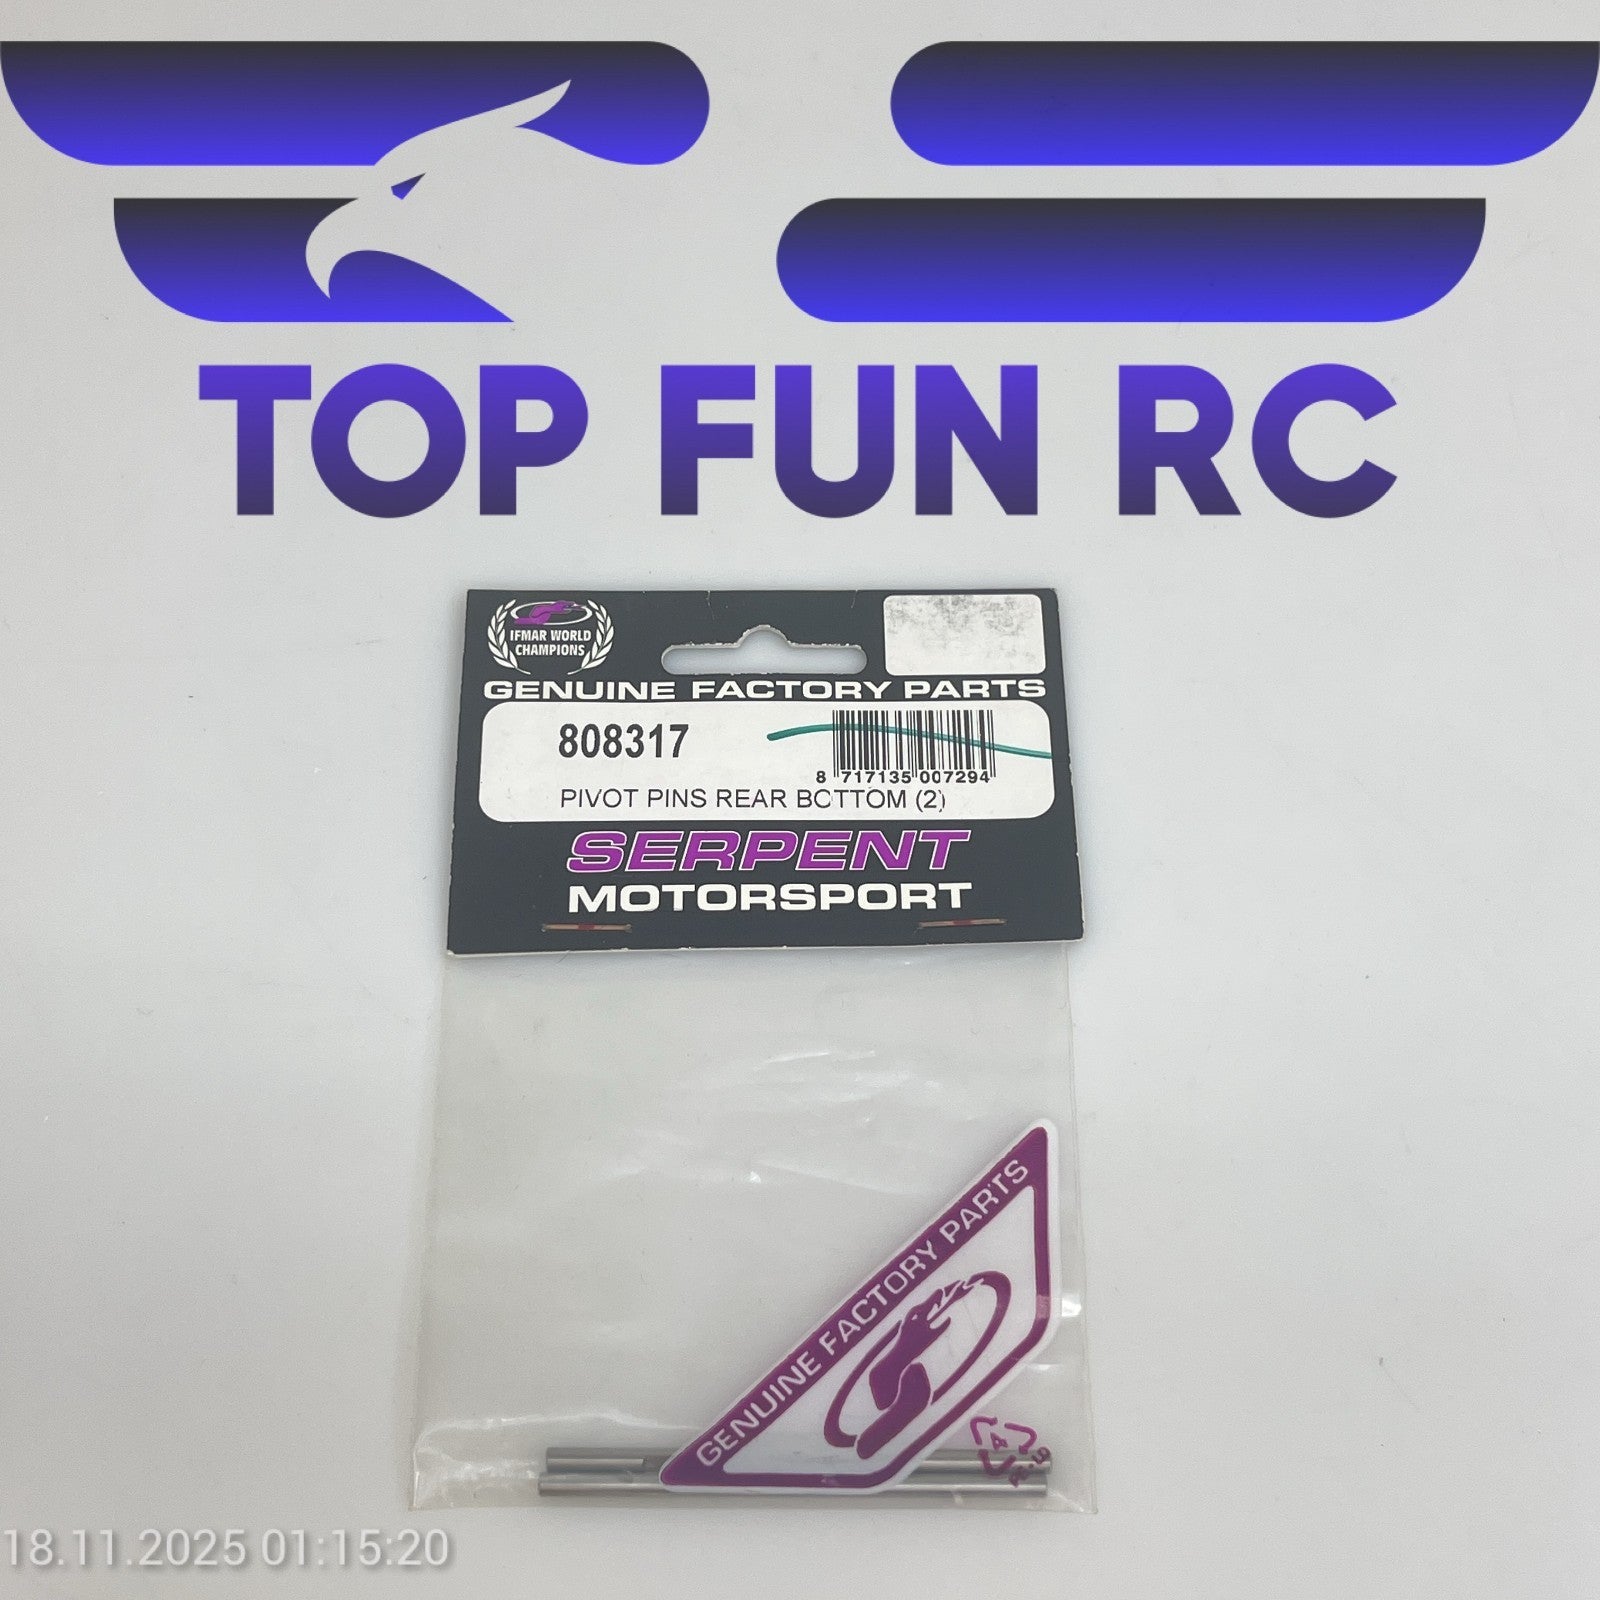 TOP FUN RC
IFMAR WORLD
CHAMPIONS
GENUINE FACTORY PARTS
808317
8 717135 007294
PIVOT PINS REAR BOTTOM (2)
SERPENT
MOTORSPORT
GENUINE FACTORY PARTS
18.11.2025 01:15:20